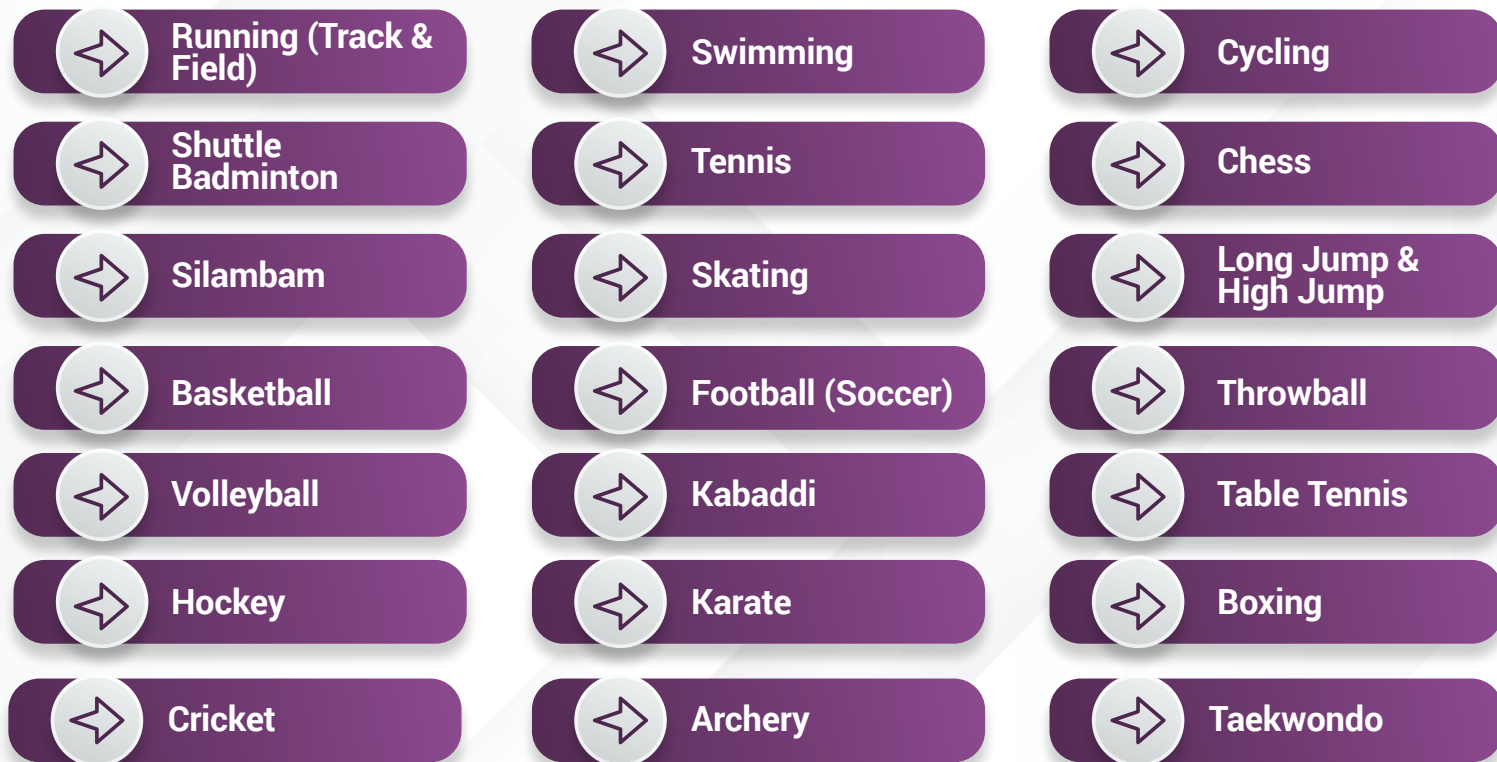 Running (Track &
Field)
Swimming
Cycling
Shuttle
Badminton
Tennis
Chess
Silambam
Skating
Long Jump &
High Jump
Basketball
Football (Soccer)
Throwball
Volleyball
Kabaddi
Table Tennis
Hockey
Karate
Boxing
Cricket
Archery
Taekwondo